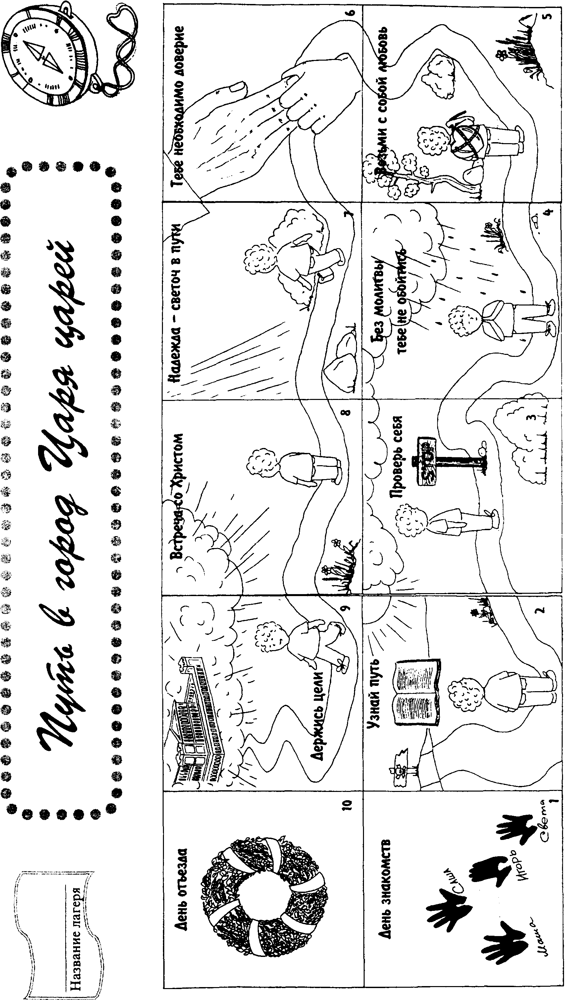 Название лагеря
Путь в город Царя царей
День отъезда
10
Держись цели
9
Встреча со Христом
8
Надежда – светоч в пути
7
Тебе необходимо доверие
6
День знакомств
Маша
Саша
Игорь
Света
1
Узнай путь
2
Проверь себя
STOP
3
Без молитвы
тебе не обойтись
4
Возьми с собой любовь
5